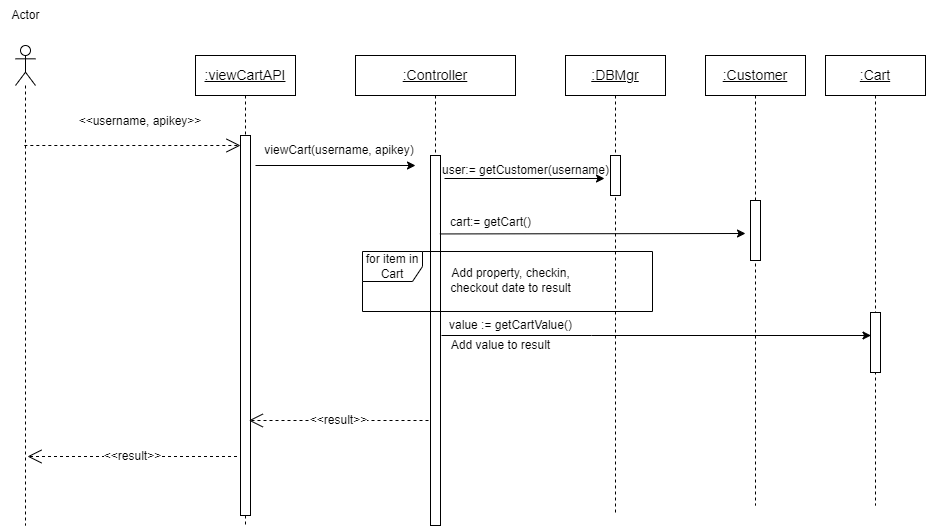 Actor
:viewCartAPI
:Controller
:DBMgr
:Customer
:Cart
<<username, apikey>>
viewCart(username, apikey)
user:= getCustomer(username)
cart:= getCart()
for item in
Cart
Add property, checkin,
checkout date to result
value := getCartValue()
Add value to result
<<result>>
<<result>>